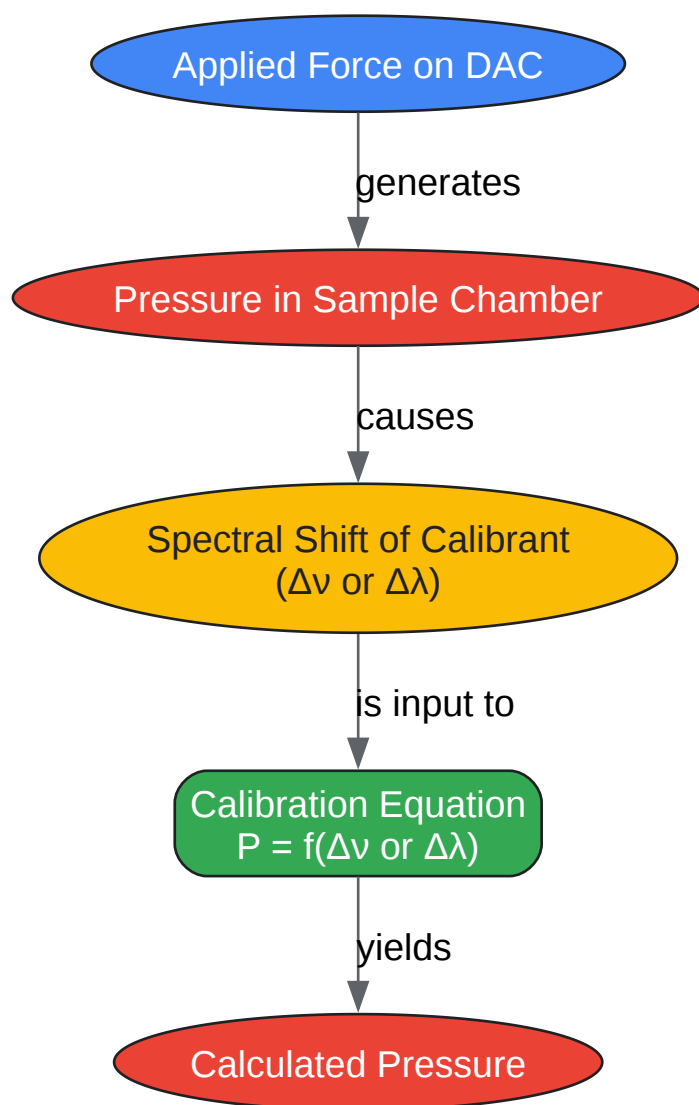 Applied Force on DAC
generates
Pressure in Sample Chamber
causes
Spectral Shift of Calibrant
(Δν or Δλ)
is input to
Calibration Equation
P = f(Δν or Δλ)
yields
Calculated Pressure